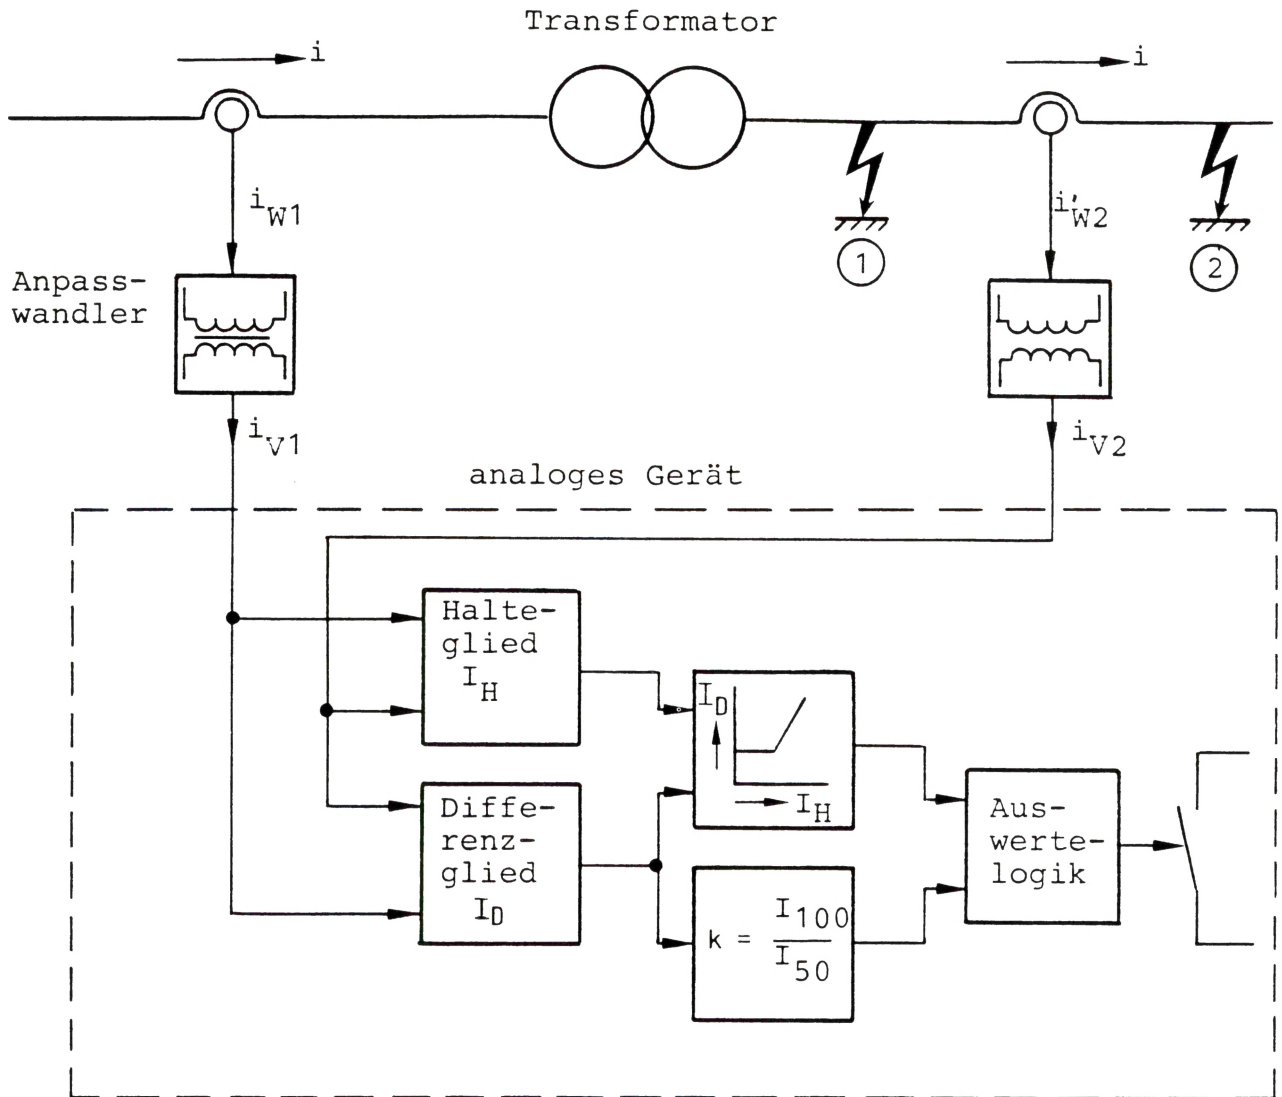 Transformator
i
i
i W1
i'W2
1
2
Anpass-
wandler
i V1
i V2
analoges Gerät
Halte-
glied
I H
I D
I H
Diffe-
renz-
glied
I D
k = I 100 / I 50
Aus-
werte-
logik